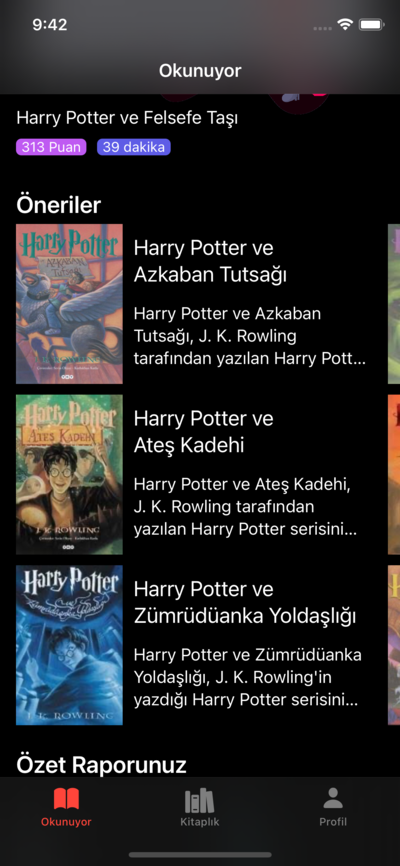 9:42
Okunuyor
Harry Potter ve Felsefe Taşı
313 Puan 39 dakika
Öneriler
Harry Potter
AZKABAN
TUTSAĞI
Harry Potter ve
Azkaban Tutsağı
Harry Potter ve Azkaban
Tutsağı, J. K. Rowling
tarafından yazılan Harry Pott...
Harry Potter
ATEŞ KADEHİ
J. K. ROWLING
Harry Potter ve
Ateş Kadehi
Harry Potter ve Ateş Kadehi,
J. K. Rowling tarafından
yazılan Harry Potter serisini...
Harry Potter
J. K. ROWLING
Harry Potter ve
Zümrüdüanka Yoldaşlığı
Harry Potter ve Zümrüdüanka
Yoldaşlığı, J. K. Rowling'in
yazdığı Harry Potter serisini...
Özet Raporunuz
Okunuyor Kitaplık Profil